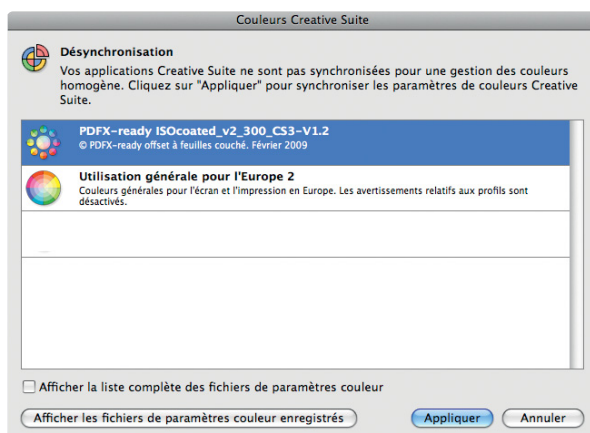 Couleurs Creative Suite
Désynchronisation
Vos applications Creative Suite ne sont pas synchronisées pour une gestion des couleurs
homogène. Cliquez sur "Appliquer" pour synchroniser les paramètres de couleurs Creative
Suite.
PDFX-ready ISOcoated_v2_300_CS3-V1.2
© PDFX-ready offset à feuilles couché. Février 2009
Utilisation générale pour l'Europe 2
Couleurs générales pour l'écran et l'impression en Europe. Les avertissements relatifs aux profils sont
désactivés.
Afficher la liste complète des fichiers de paramètres couleur
Afficher les fichiers de paramètres couleur enregistrés
Appliquer
Annuler